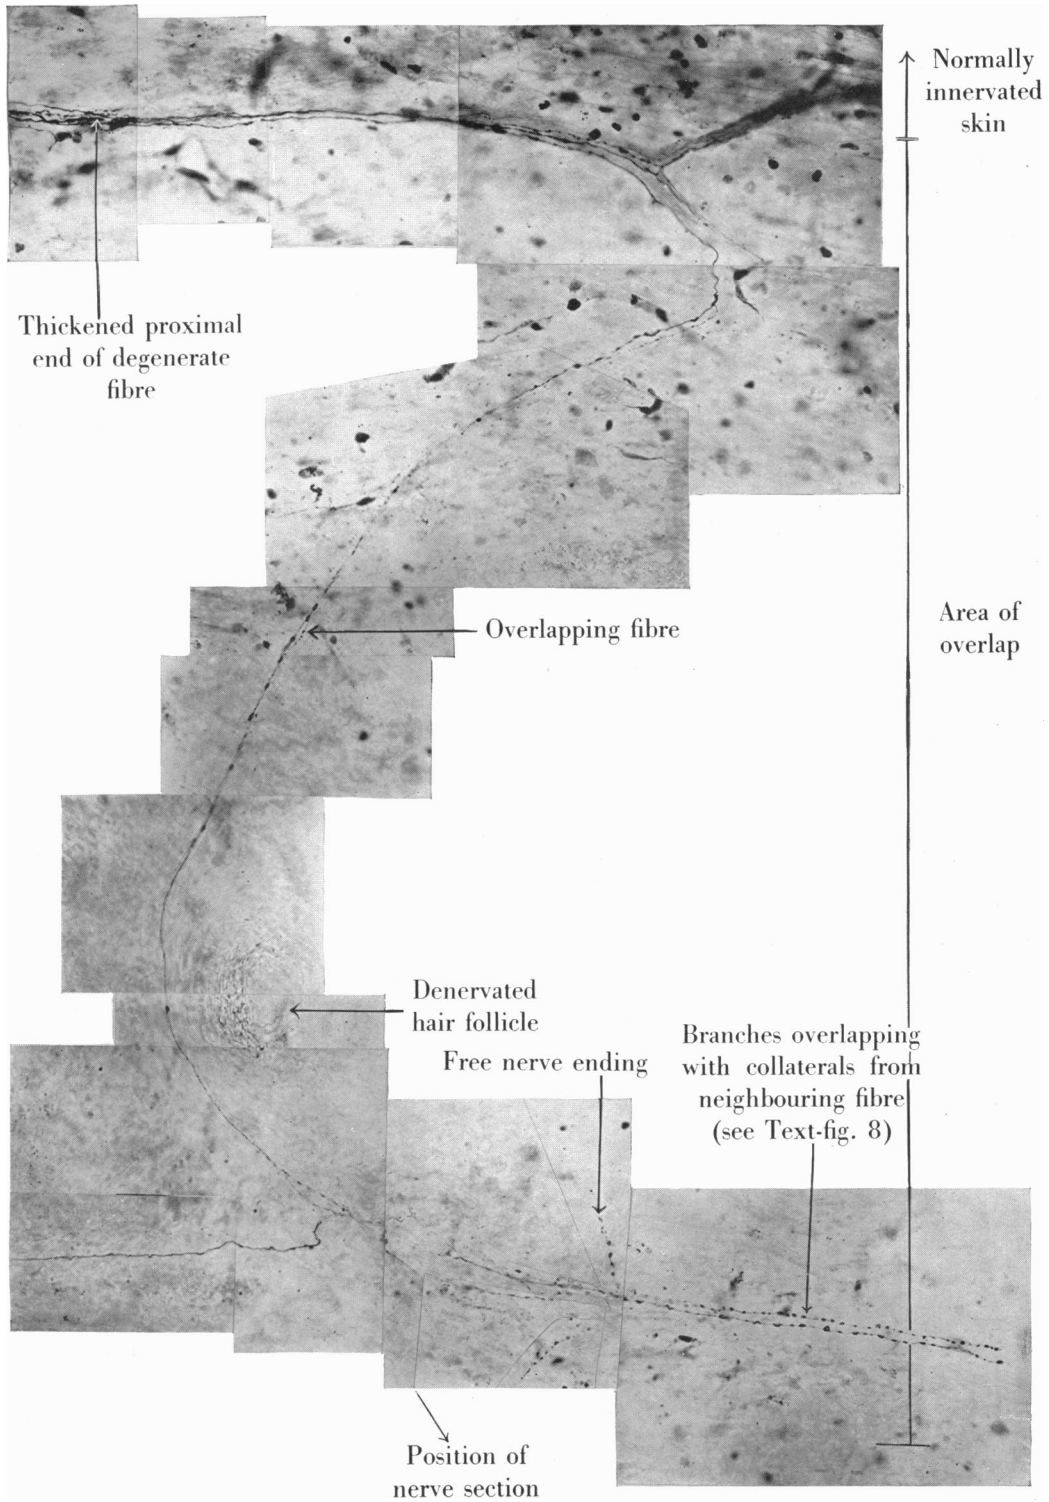 Normally
innervated
skin
Thickened proximal
end of degenerate
fibre
Overlapping fibre
Area of
overlap
Denervated
hair follicle
Free nerve ending
Branches overlapping
with collaterals from
neighbouring fibre
(see Text-fig. 8)
Position of
nerve section